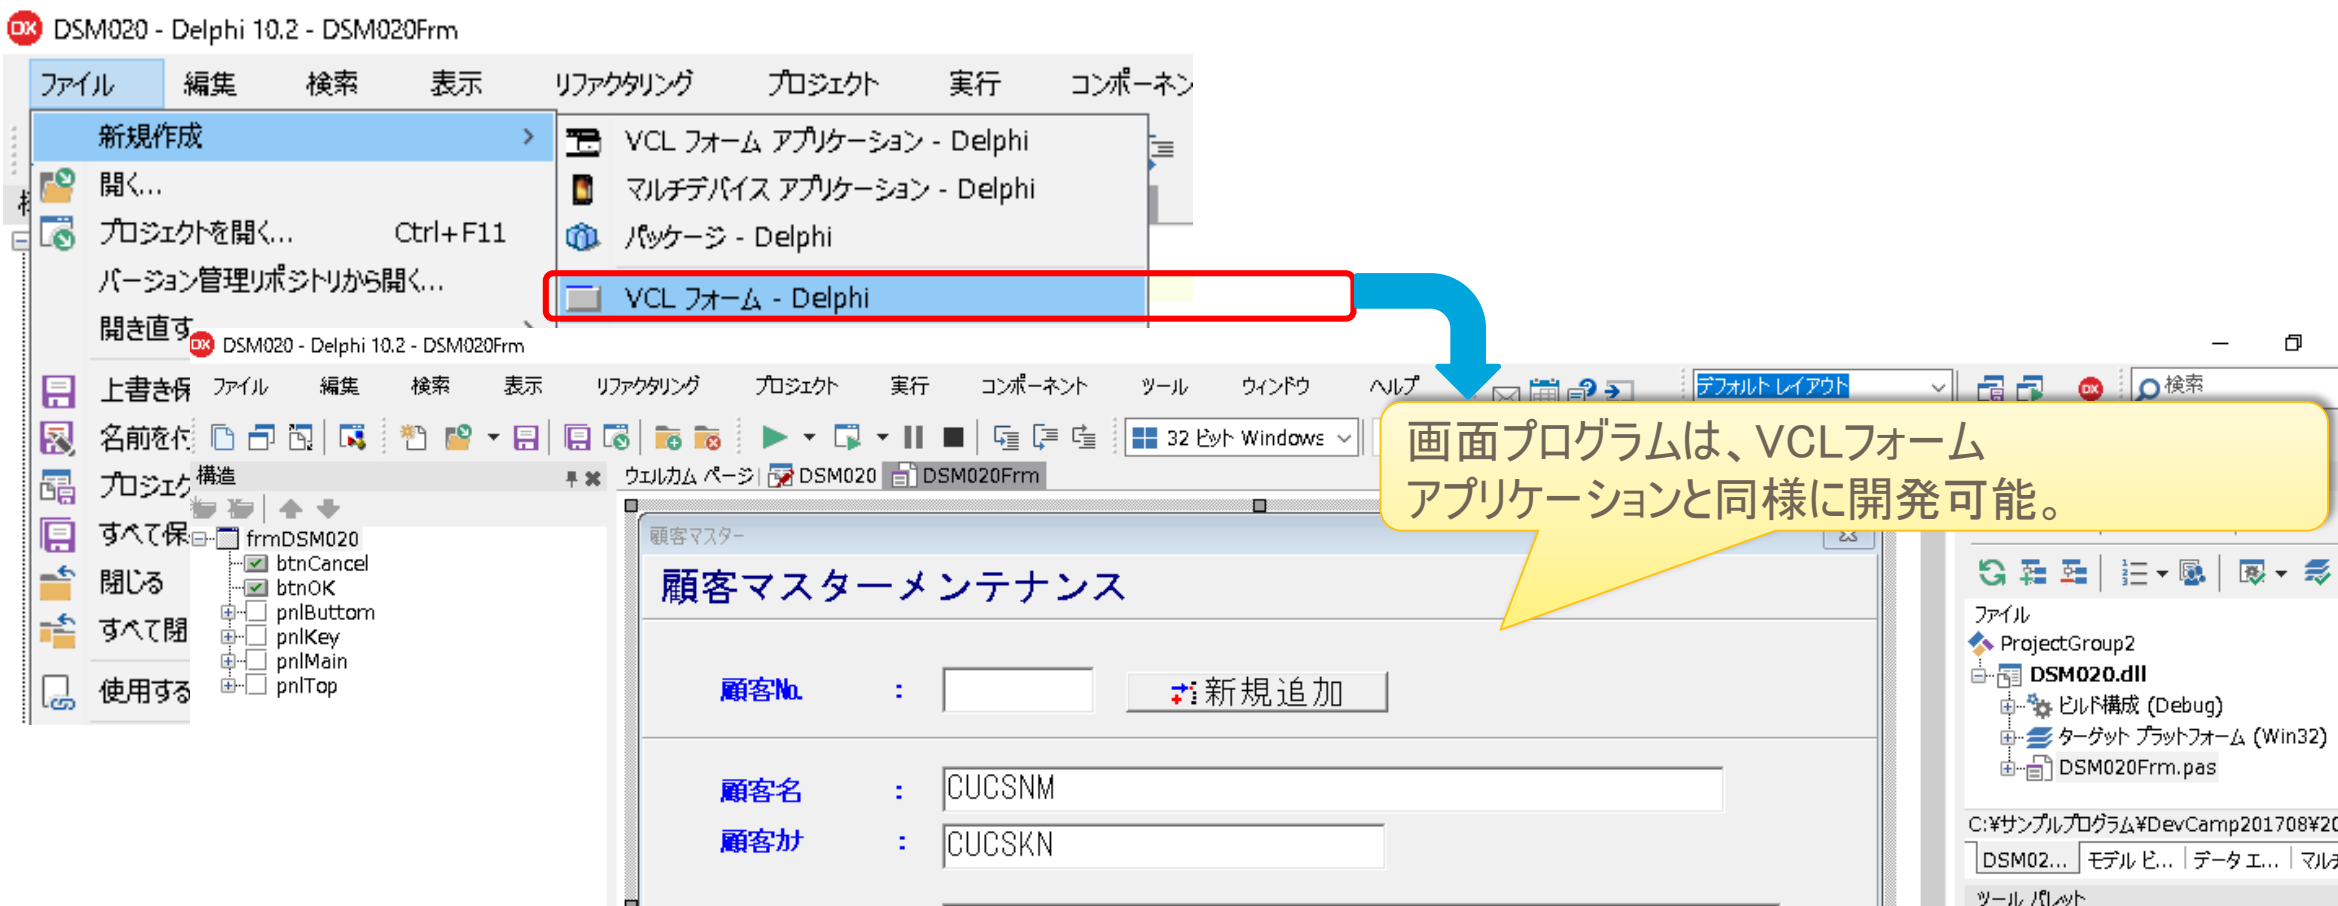 DSM020 - Delphi 10.2 - DSM020Frm
ファイル 編集 検索 表示 リファクタリング プロジェクト 実行 コンポーネン
新規作成
開く...
プロジェクトを開く... Ctrl+F11
バージョン管理リポジトリから開く...
開き直す
上書き保
名前を付
プロジェク
すべて保
閉じる
すべて閉
使用する
VCL フォーム アプリケーション - Delphi
マルチデバイス アプリケーション - Delphi
パッケージ - Delphi
VCL フォーム - Delphi
DSM020 - Delphi 10.2 - DSM020Frm
ファイル 編集 検索 表示 リファクタリング プロジェクト 実行 コンポーネント ツール ウィンドウ ヘルプ デフォルト レイアウト 検索
32 ビット Windows
画面プログラムは、VCLフォーム
アプリケーションと同様に開発可能。
構造
frmDSM020
btnCancel
btnOK
pnlButtom
pnlKey
pnlMain
pnlTop
ウェルカム ページ DSM020 DSM020Frm
顧客マスター
顧客マスターメンテナンス
顧客No. : 新規追加
顧客名 : CUCSNM
顧客カナ : CUCSKN
ファイル
ProjectGroup2
DSM020.dll
ビルド構成 (Debug)
ターゲット プラットフォーム (Win32)
DSM020Frm.pas
C:¥サンプルプログラム¥DevCamp201708¥20
DSM02... モデル ビ... データ エ... マルチ
ツール パレット